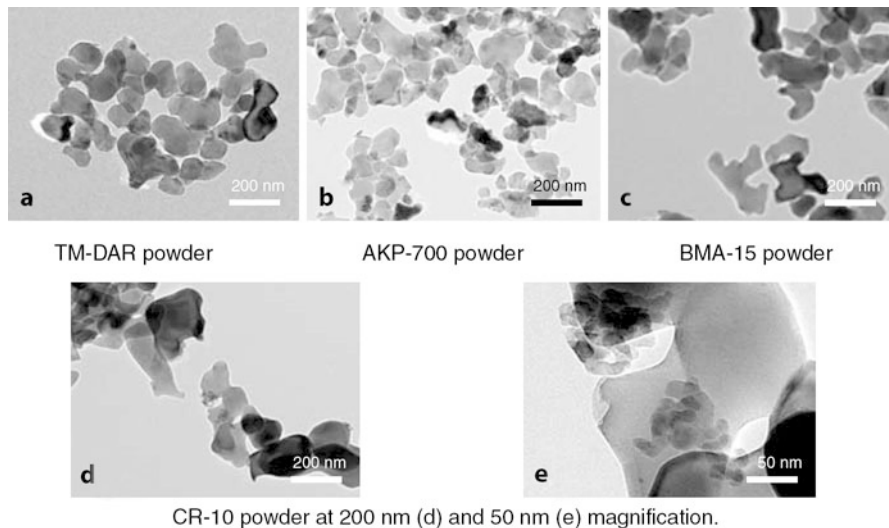 a
200 nm
b
200 nm
c
200 nm
TM-DAR powder
AKP-700 powder
BMA-15 powder
d
200 nm
e
50 nm
CR-10 powder at 200 nm (d) and 50 nm (e) magnification.